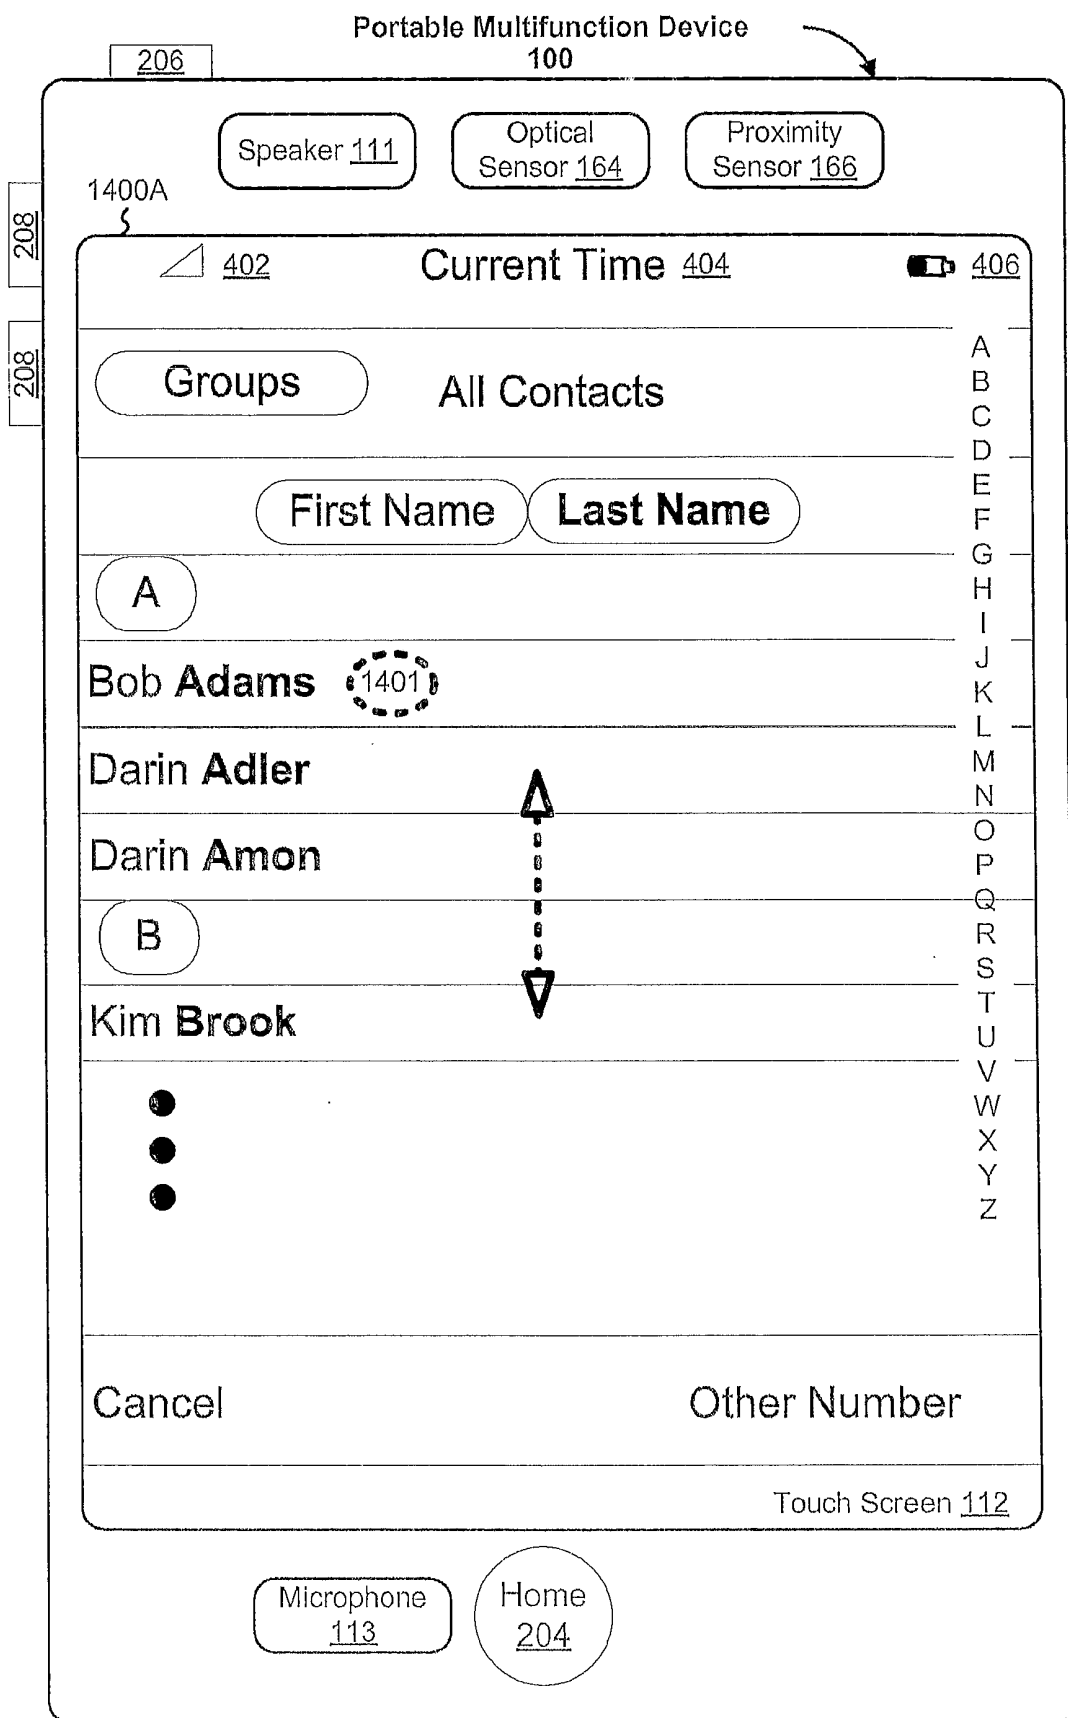 Portable Multifunction Device
100
206
Speaker 111
Optical
Sensor 164
Proximity
Sensor 166
1400A
208
208
402
Current Time 404
406
Groups
All Contacts
First Name
Last Name
A
Bob Adams
1401
Darin Adler
Darin Amon
B
Kim Brook
A
B
C
D
E
F
G
H
I
J
K
L
M
N
O
P
Q
R
S
T
U
V
W
X
Y
Z
Cancel
Other Number
Touch Screen 112
Microphone
113
Home
204